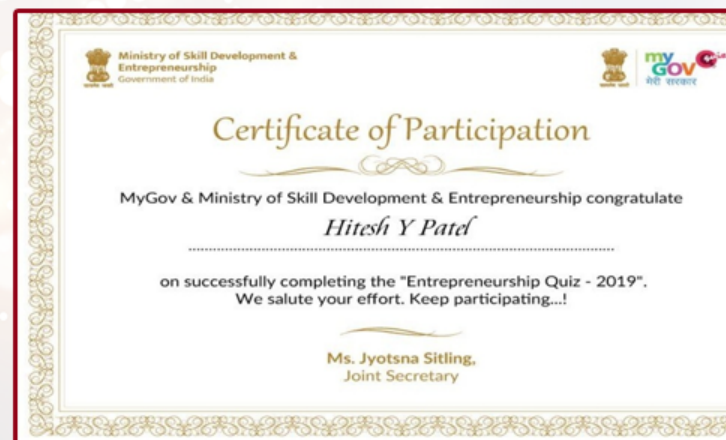 Ministry of Skill Development &
Entrepreneurship
Government of India
my
GOV
मेरी सरकार
Certificate of Participation
MyGov & Ministry of Skill Development & Entrepreneurship congratulate
Hitesh Y Patel
on successfully completing the "Entrepreneurship Quiz - 2019".
We salute your effort. Keep participating...!
Ms. Jyotsna Sitling,
Joint Secretary